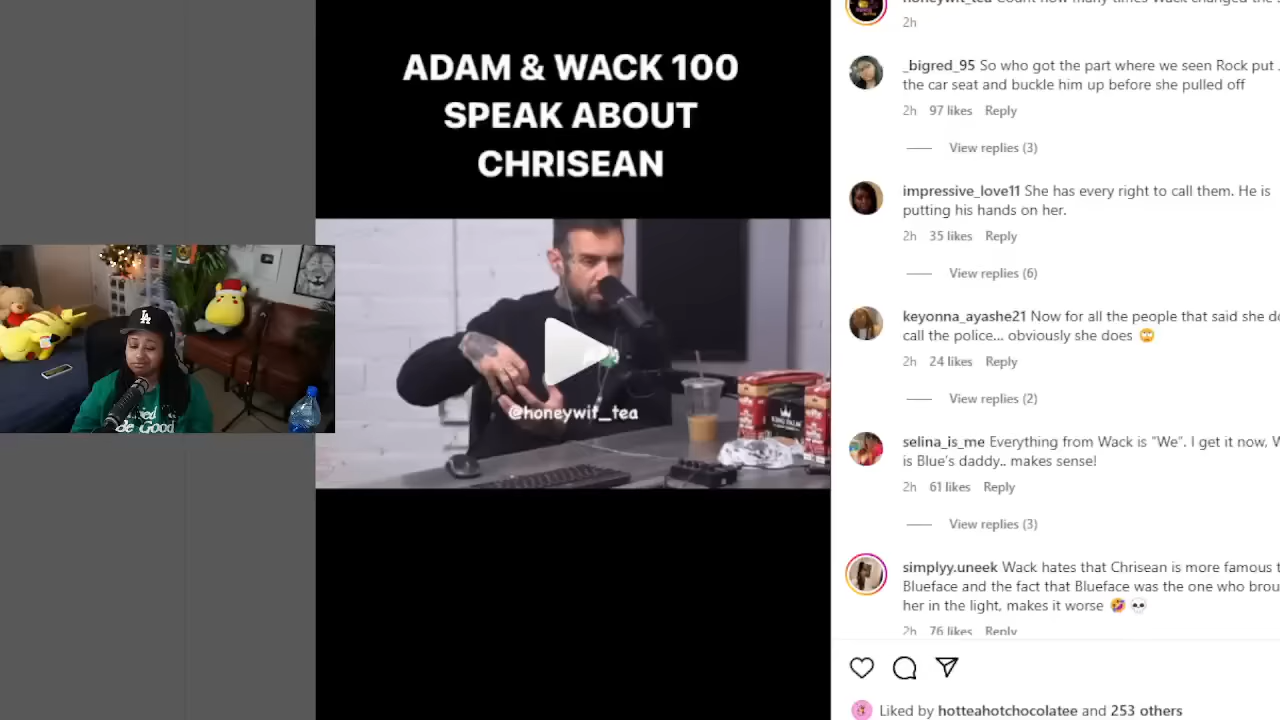 ADAM & WACK 100
SPEAK ABOUT
CHRISEAN
@honeywit_tea
LA
de Good
KING PALM
2h
_bigred_95 So who got the part where we seen Rock put
the car seat and buckle him up before she pulled off
2h 97 likes Reply
View replies (3)
impressive_love11 She has every right to call them. He is
putting his hands on her.
2h 35 likes Reply
View replies (6)
keyonna_ayashe21 Now for all the people that said she
call the police... obviously she does 🙄
2h 24 likes Reply
View replies (2)
selina_is_me Everything from Wack is "We". I get it now,
is Blue's daddy.. makes sense!
2h 61 likes Reply
View replies (3)
simplyy.uneek Wack hates that Chrisean is more famous
Blueface and the fact that Blueface was the one who
her in the light, makes it worse 🤣 💀
2h 76 likes Reply
Liked by hotteahotchocolatee and 253 others